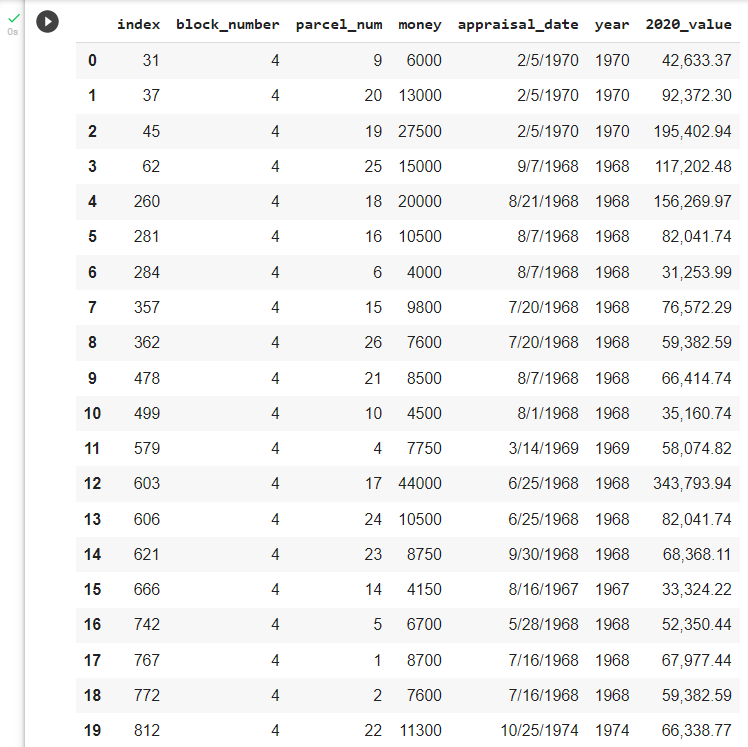 index block_number parcel_num money appraisal_date year 2020_value
0s
0 31 4 9 6000 2/5/1970 1970 42,633.37
1 37 4 20 13000 2/5/1970 1970 92,372.30
2 45 4 19 27500 2/5/1970 1970 195,402.94
3 62 4 25 15000 9/7/1968 1968 117,202.48
4 260 4 18 20000 8/21/1968 1968 156,269.97
5 281 4 16 10500 8/7/1968 1968 82,041.74
6 284 4 6 4000 8/7/1968 1968 31,253.99
7 357 4 15 9800 7/20/1968 1968 76,572.29
8 362 4 26 7600 7/20/1968 1968 59,382.59
9 478 4 21 8500 8/7/1968 1968 66,414.74
10 499 4 10 4500 8/1/1968 1968 35,160.74
11 579 4 4 7750 3/14/1969 1969 58,074.82
12 603 4 17 44000 6/25/1968 1968 343,793.94
13 606 4 24 10500 6/25/1968 1968 82,041.74
14 621 4 23 8750 9/30/1968 1968 68,368.11
15 666 4 14 4150 8/16/1967 1967 33,324.22
16 742 4 5 6700 5/28/1968 1968 52,350.44
17 767 4 1 8700 7/16/1968 1968 67,977.44
18 772 4 2 7600 7/16/1968 1968 59,382.59
19 812 4 22 11300 10/25/1974 1974 66,338.77